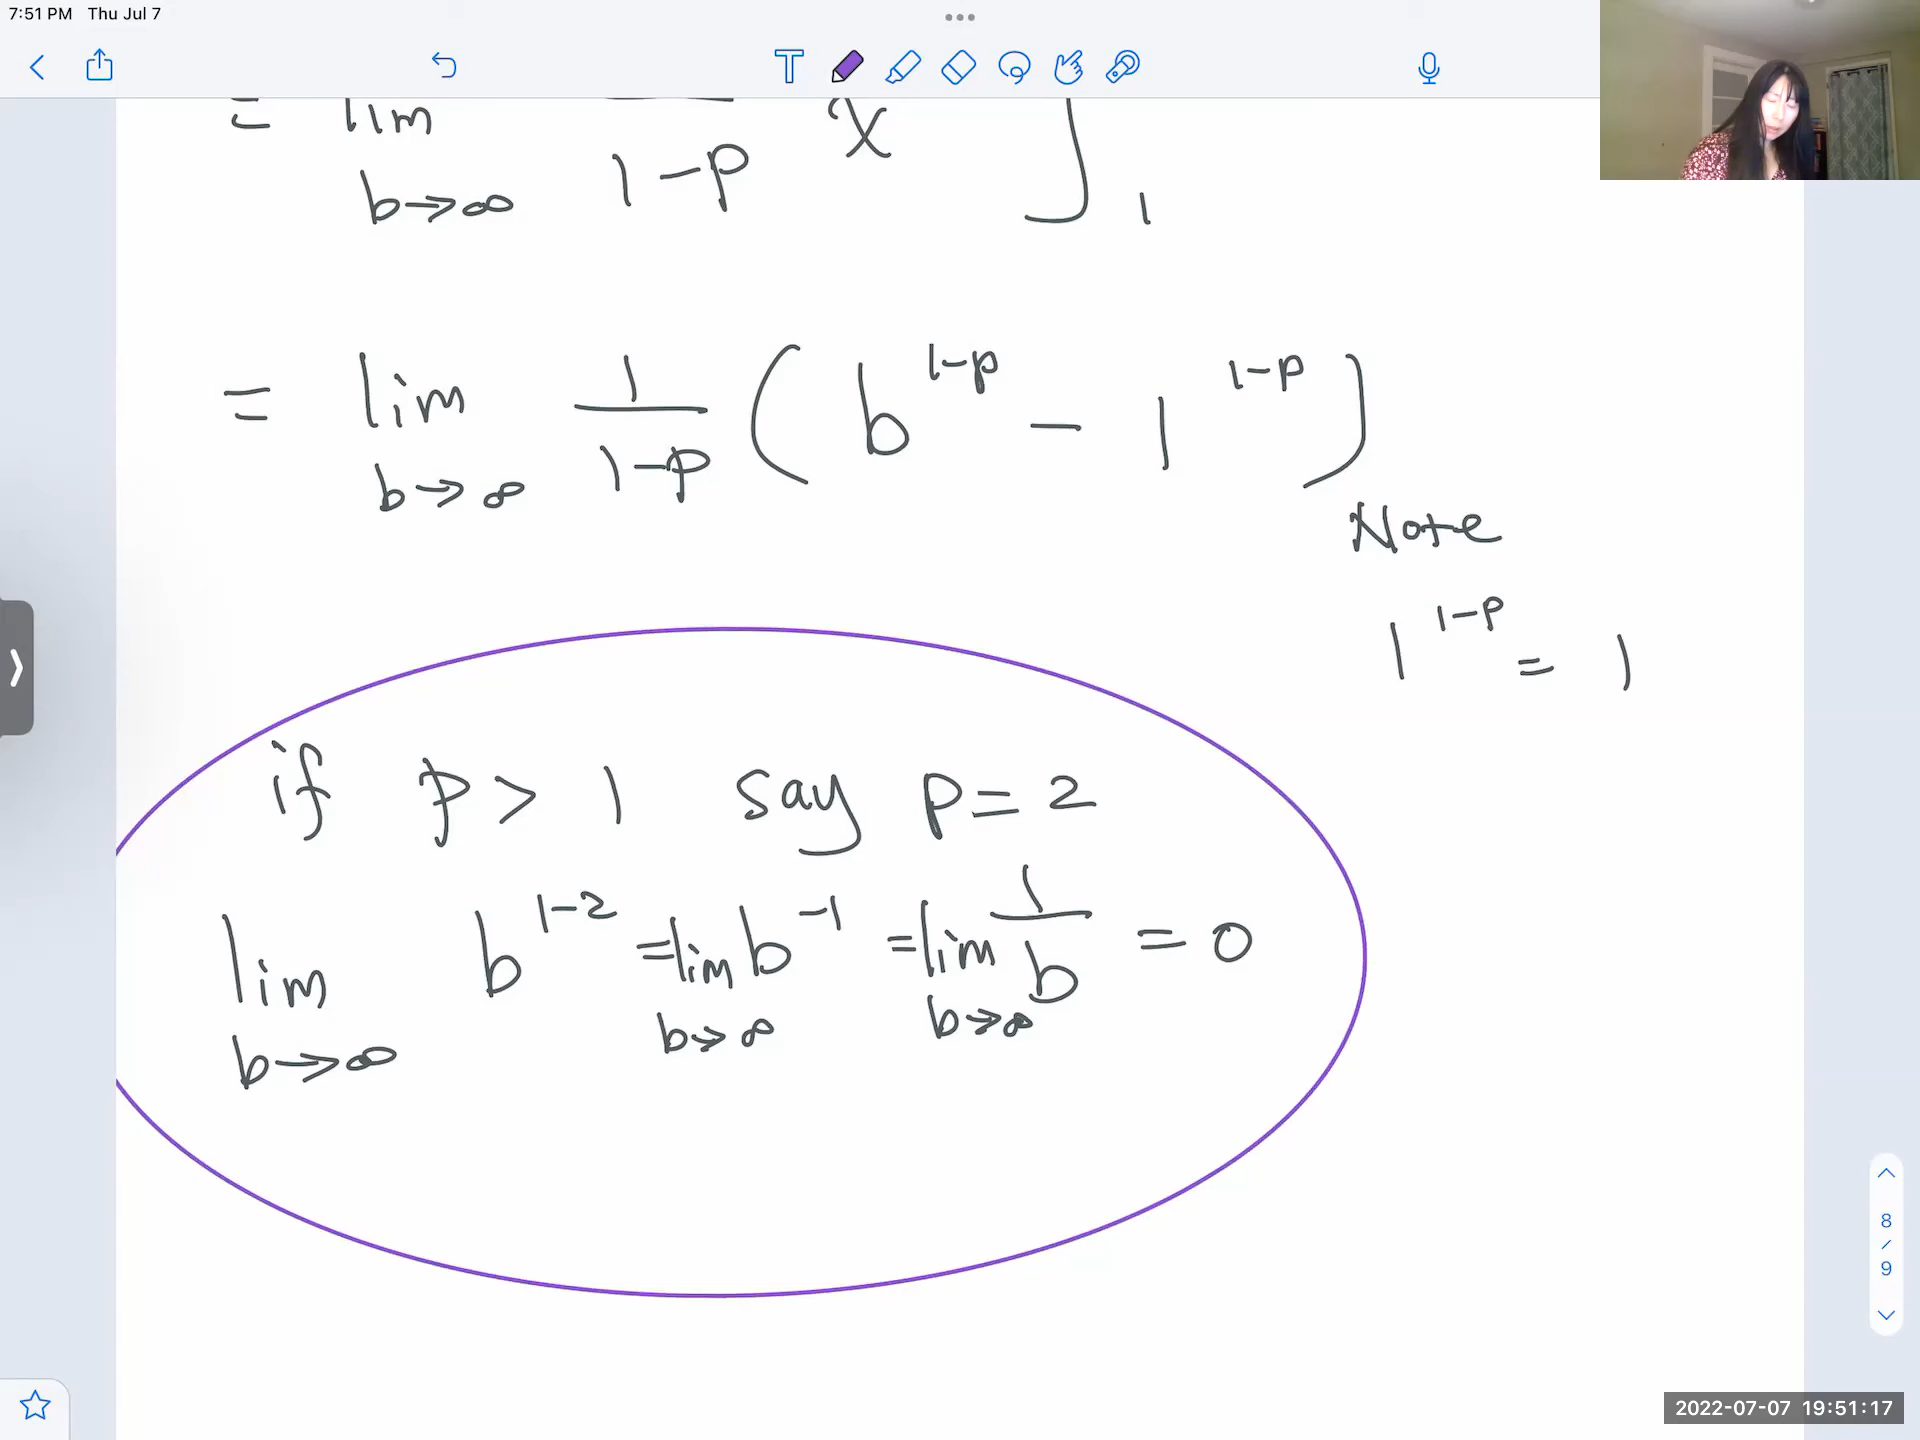 7:51 PM Thu Jul 7
= lim 1-p x ] 1
b→∞
= lim 1/(1-p) ( b^(1-p) - 1^(1-p) )
b→∞
Note
1^(1-p) = 1
if p > 1 say p = 2
lim b^(1-2) = lim b^(-1) = lim 1/b = 0
b→∞ b→∞ b→∞
8
/
9
2022-07-07 19:51:17